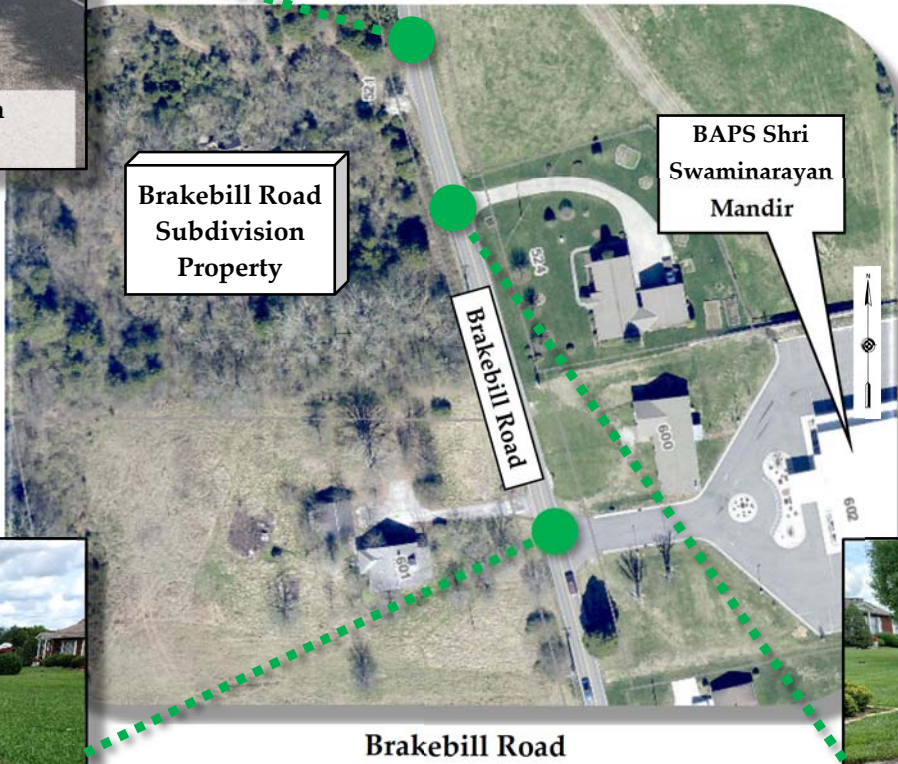 n
521
BAPS Shri
Swaminarayan
Mandir
Brakebill Road
Subdivision
Property
524
N
Brakebill Road
600
602
601
Brakebill Road